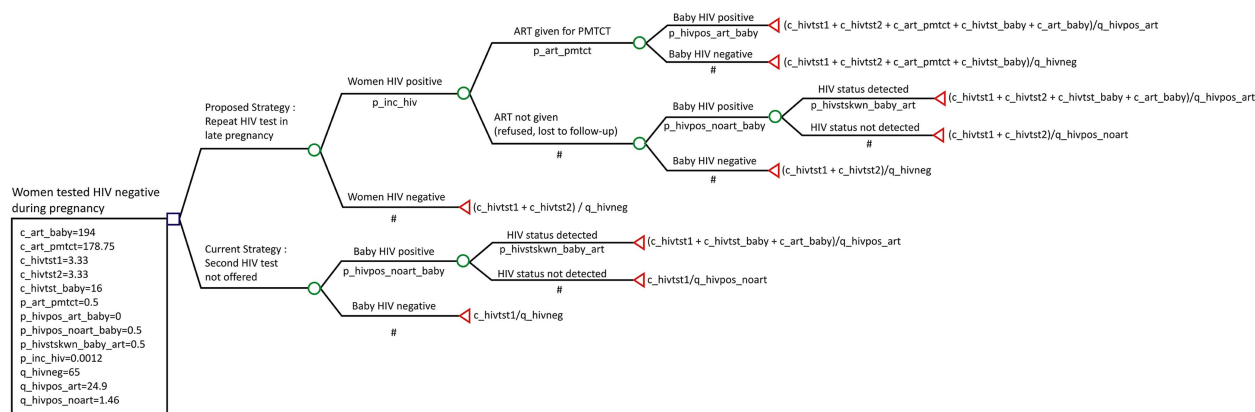 Baby HIV positive
p_hivpos_art_baby
(c_hivtst1 + c_hivtst2 + c_art_pmtct + c_hivtst_baby + c_art_baby)/q_hivpos_art
ART given for PMTCT
p_art_pmtct
Baby HIV negative
#
(c_hivtst1 + c_hivtst2 + c_art_pmtct + c_hivtst_baby)/q_hivneg
Women HIV positive
p_inc_hiv
HIV status detected
p_hivstskwn_baby_art
(c_hivtst1 + c_hivtst2 + c_hivtst_baby + c_art_baby)/q_hivpos_art
Proposed Strategy :
Repeat HIV test in
late pregnancy
ART not given
(refused, lost to follow-up)
#
Baby HIV positive
p_hivpos_noart_baby
HIV status not detected
#
(c_hivtst1 + c_hivtst2)/q_hivpos_noart
Baby HIV negative
#
(c_hivtst1 + c_hivtst2)/q_hivneg
Women HIV negative
#
(c_hivtst1 + c_hivtst2) / q_hivneg
Women tested HIV negative
during pregnancy
c_art_baby=194
c_art_pmtct=178.75
c_hivtst1=3.33
c_hivtst2=3.33
c_hivtst_baby=16
p_art_pmtct=0.5
p_hivpos_art_baby=0
p_hivpos_noart_baby=0.5
p_hivstskwn_baby_art=0.5
p_inc_hiv=0.0012
q_hivneg=65
q_hivpos_art=24.9
q_hivpos_noart=1.46
Current Strategy :
Second HIV test
not offered
Baby HIV positive
p_hivpos_noart_baby
HIV status detected
p_hivstskwn_baby_art
(c_hivtst1 + c_hivtst_baby + c_art_baby)/q_hivpos_art
HIV status not detected
#
c_hivtst1/q_hivpos_noart
Baby HIV negative
#
c_hivtst1/q_hivneg